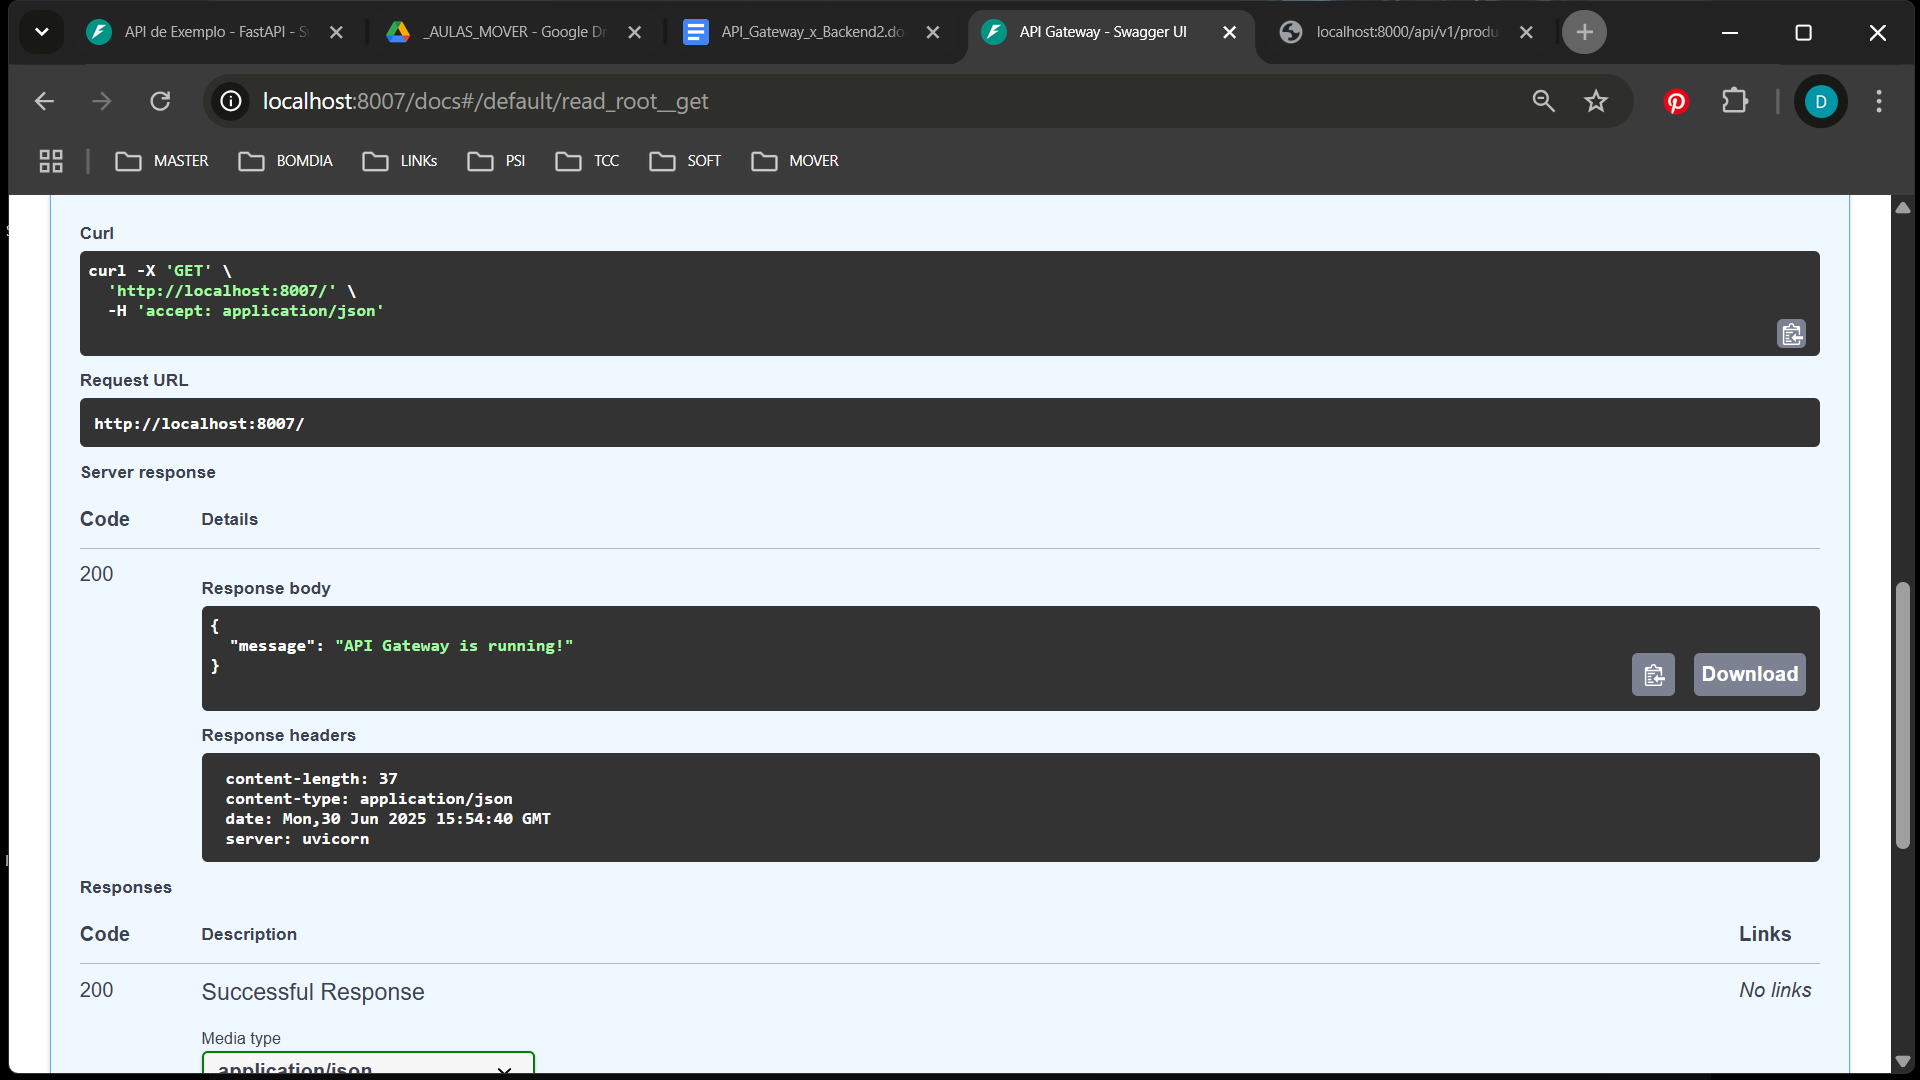 API de Exemplo - FastAPI - S
_AULAS_MOVER - Google Dr
API_Gateway_x_Backend2.do
API Gateway - Swagger UI
localhost:8000/api/v1/produ
localhost:8007/docs#/default/read_root__get
D
MASTER
BOMDIA
LINKs
PSI
TCC
SOFT
MOVER
Curl
curl -X 'GET' \
'http://localhost:8007/' \
-H 'accept: application/json'
Request URL
http://localhost:8007/
Server response
Code Details
200
Response body
{
"message": "API Gateway is running!"
}
Download
Response headers
content-length: 37
content-type: application/json
date: Mon,30 Jun 2025 15:54:40 GMT
server: uvicorn
Responses
Code Description Links
200 Successful Response No links
Media type
application/json